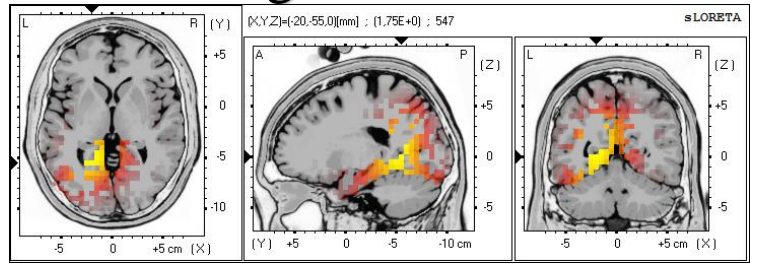 (X,Y,Z)=(-20,-55,0)[mm] ; (1,75E+0) ; 547
sLORETA
L R (Y)
+5
0
-5
-10
-5 0 +5 cm (X)
A P (Z)
+5
0
-5
(Y) +5 0 -5 -10 cm
L R (Z)
+5
0
-5
-5 0 +5 cm (X)